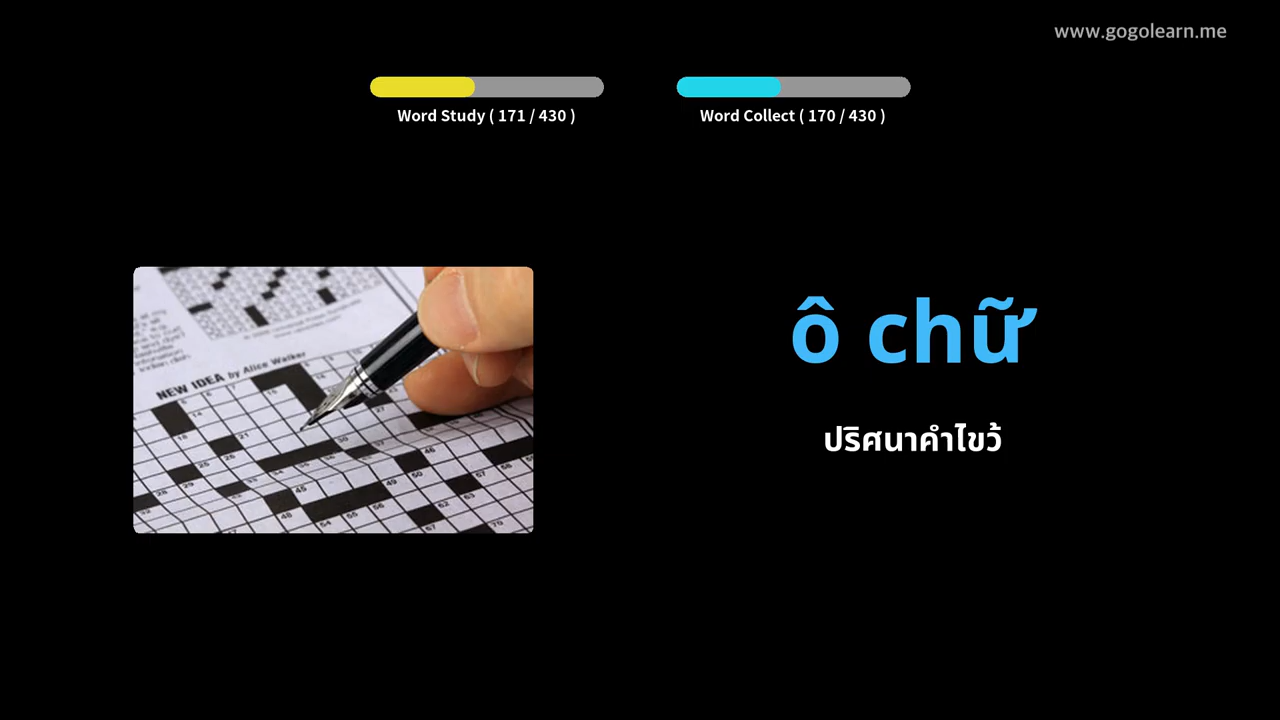 www.gogolearn.me
Word Study ( 171 / 430 )
Word Collect ( 170 / 430 )
NEW IDEA by Alice Walker
ô chữ
ปริศนาคำไขว้